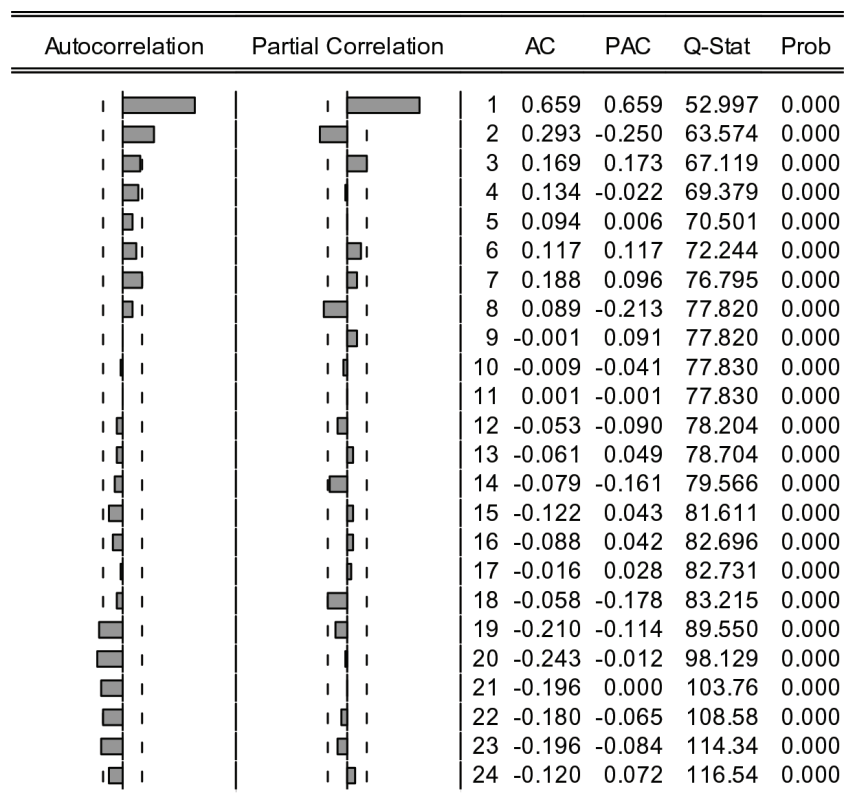 Autocorrelation Partial Correlation AC PAC Q-Stat Prob
1 0.659 0.659 52.997 0.000
2 0.293 -0.250 63.574 0.000
3 0.169 0.173 67.119 0.000
4 0.134 -0.022 69.379 0.000
5 0.094 0.006 70.501 0.000
6 0.117 0.117 72.244 0.000
7 0.188 0.096 76.795 0.000
8 0.089 -0.213 77.820 0.000
9 -0.001 0.091 77.820 0.000
10 -0.009 -0.041 77.830 0.000
11 0.001 -0.001 77.830 0.000
12 -0.053 -0.090 78.204 0.000
13 -0.061 0.049 78.704 0.000
14 -0.079 -0.161 79.566 0.000
15 -0.122 0.043 81.611 0.000
16 -0.088 0.042 82.696 0.000
17 -0.016 0.028 82.731 0.000
18 -0.058 -0.178 83.215 0.000
19 -0.210 -0.114 89.550 0.000
20 -0.243 -0.012 98.129 0.000
21 -0.196 0.000 103.76 0.000
22 -0.180 -0.065 108.58 0.000
23 -0.196 -0.084 114.34 0.000
24 -0.120 0.072 116.54 0.000